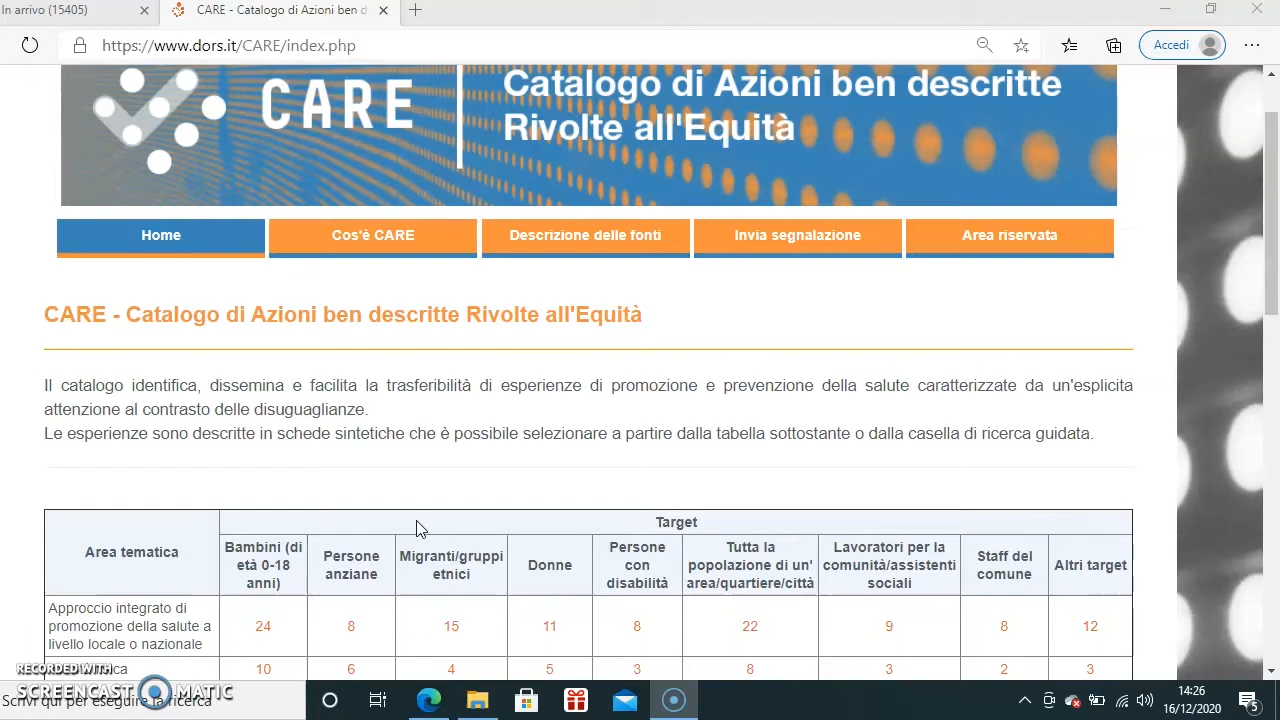 In arrivo (15405)
CARE - Catalogo di Azioni ben d
https://www.dors.it/CARE/index.php
Accedi
CARE
Catalogo di Azioni ben descritte
Rivolte all'Equità
Home
Cos'è CARE
Descrizione delle fonti
Invia segnalazione
Area riservata
CARE - Catalogo di Azioni ben descritte Rivolte all'Equità
Il catalogo identifica, dissemina e facilita la trasferibilità di esperienze di promozione e prevenzione della salute caratterizzate da un'esplicita
attenzione al contrasto delle disuguaglianze.
Le esperienze sono descritte in schede sintetiche che è possibile selezionare a partire dalla tabella sottostante o dalla casella di ricerca guidata.
Area tematica
Target
Bambini (di
età 0-18
anni)
Persone
anziane
Migranti/gruppi
etnici
Donne
Persone
con
disabilità
Tutta la
popolazione di un'
area/quartiere/città
Lavoratori per la
comunità/assistenti
sociali
Staff del
comune
Altri target
Approccio integrato di
promozione della salute a
livello locale o nazionale
24
8
15
11
8
22
9
8
12
10
6
4
5
3
8
3
2
3
RECORDED WITH
SCREENCAST MATIC
Scrivi qui per eseguire la ricerca
14:26
16/12/2020
5